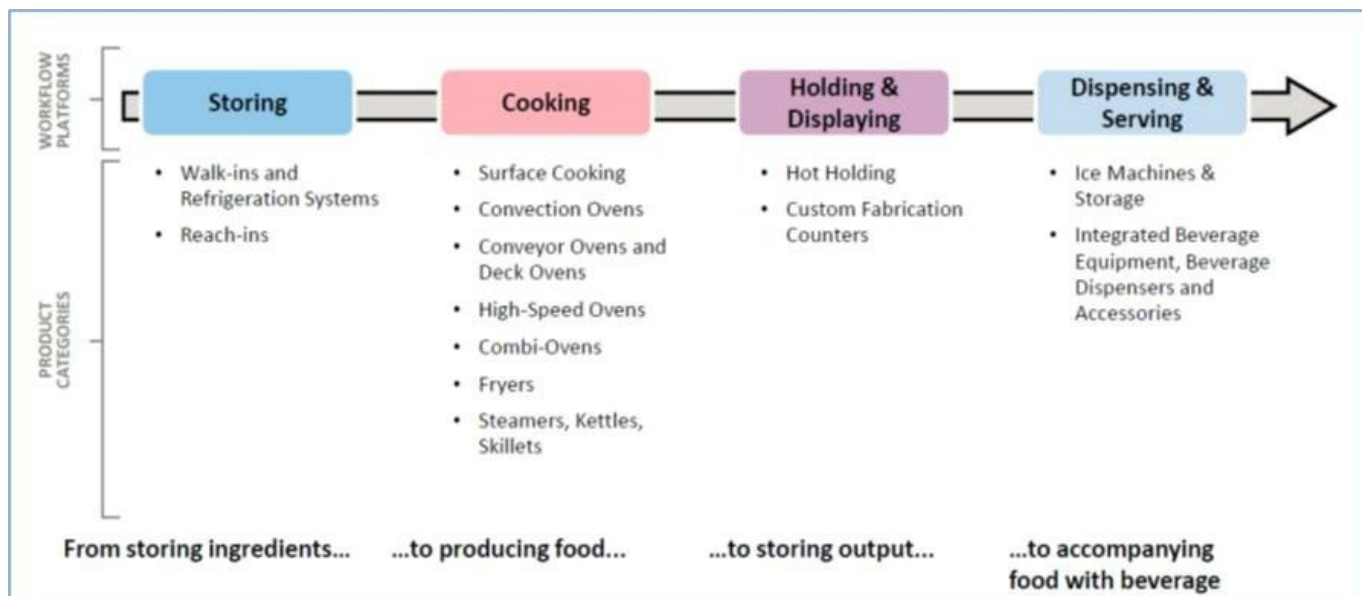 WORKFLOW
PLATFORMS
Storing
Cooking
Holding &
Displaying
Dispensing &
Serving
PRODUCT
CATEGORIES
• Walk-ins and
Refrigeration Systems
• Reach-ins
• Surface Cooking
• Convection Ovens
• Conveyor Ovens and
Deck Ovens
• High-Speed Ovens
• Combi-Ovens
• Fryers
• Steamers, Kettles,
Skillets
• Hot Holding
• Custom Fabrication
Counters
• Ice Machines &
Storage
• Integrated Beverage
Equipment, Beverage
Dispensers and
Accessories
From storing ingredients...
...to producing food...
...to storing output...
...to accompanying
food with beverage